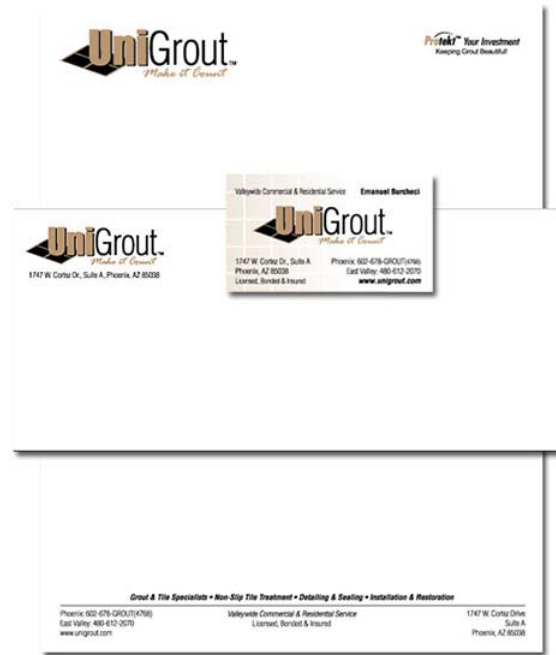 UniGrout™
Make it Count
Protekt™ Your Investment
Keeping Grout Beautiful!
Valleywide Commercial & Residential Service Emanuel Burcheci
UniGrout™
Make it Count
1747 W. Cortez Dr., Suite A Phoenix: 602-678-GROUT(4768)
Phoenix, AZ 85038 East Valley: 480-612-2070
Licensed, Bonded & Insured www.unigrout.com
UniGrout™
Make it Count
1747 W. Cortez Dr., Suite A, Phoenix, AZ 85038
Grout & Tile Specialists • Non-Slip Tile Treatment • Detailing & Sealing • Installation & Restoration
Phoenix: 602-678-GROUT(4768) Valleywide Commercial & Residential Service 1747 W. Cortez Drive
East Valley: 480-612-2070 Licensed, Bonded & Insured Suite A
www.unigrout.com Phoenix, AZ 85038